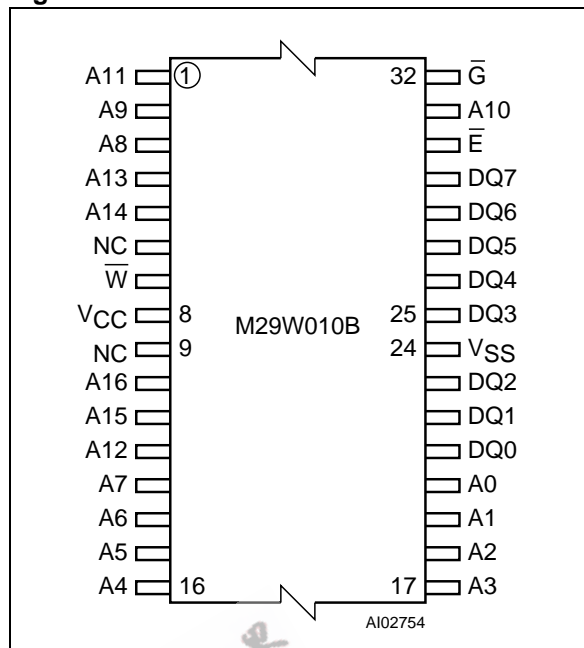 A11 1 32 G̅
A9 A10
A8 E̅
A13 DQ7
A14 DQ6
NC DQ5
W̅ DQ4
VCC 8 M29W010B 25 DQ3
NC 9 24 VSS
A16 DQ2
A15 DQ1
A12 DQ0
A7 A0
A6 A1
A5 A2
A4 16 17 A3
AI02754